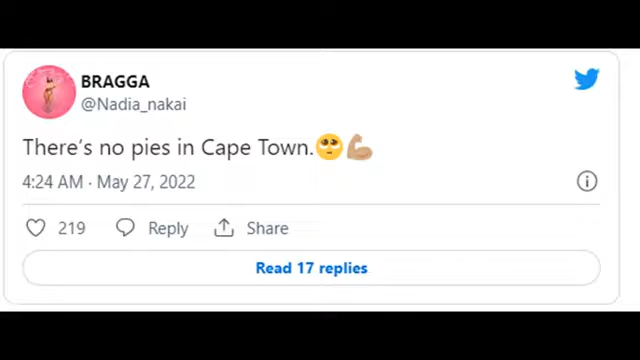 BRAGGA
@Nadia_nakai
There's no pies in Cape Town.🥺💪🏽
4:24 AM · May 27, 2022
219 Reply Share
Read 17 replies